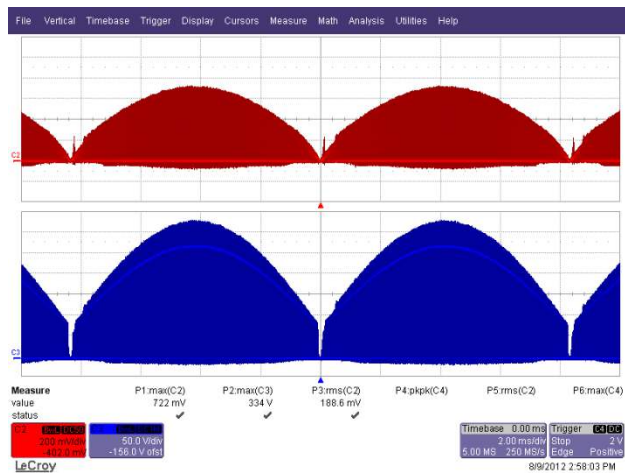 File Vertical Timebase Trigger Display Cursors Measure Math Analysis Utilities Help
C2
C3
Measure P1:max(C2) P2:max(C3) P3:rms(C2) P4:pkpk(C4) P5:rms(C2) P6:max(C4)
value 722 mV 334 V 188.6 mV
status
C2 BwL DC50
200 mV/div
-402.0 mV
50.0 V/div
-156.0 V ofst
Timebase 0.00 ms
2.00 ms/div
5.00 MS 250 MS/s
Trigger C4 DC
Stop 2 V
Edge Positive
LeCroy
8/9/2012 2:58:03 PM